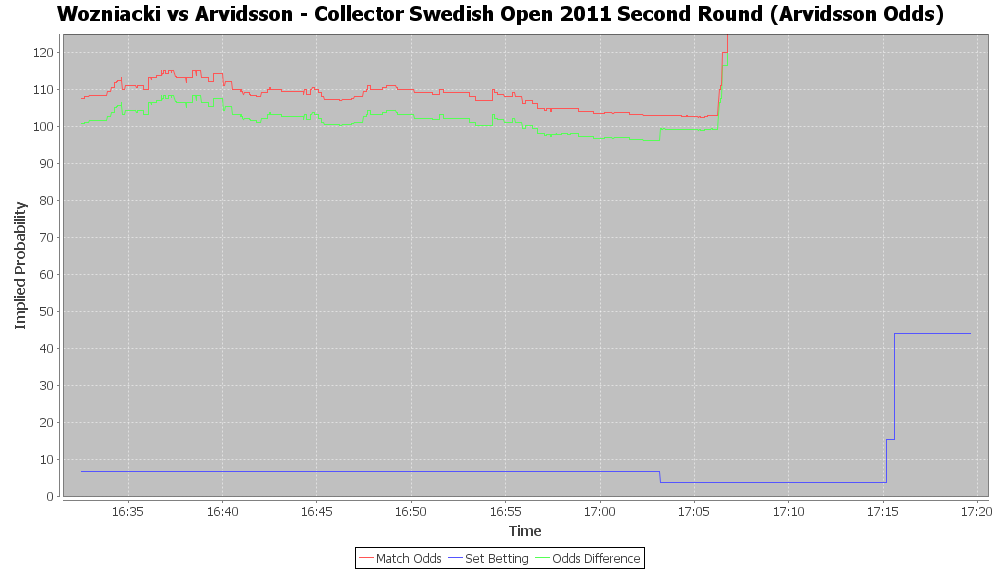 Wozniacki vs Arvidsson - Collector Swedish Open 2011 Second Round (Arvidsson Odds)
120
110
100
90
80
70
60
50
40
30
20
10
0
Implied Probability
16:35 16:40 16:45 16:50 16:55 17:00 17:05 17:10 17:15 17:20
Time
Match Odds Set Betting Odds Difference